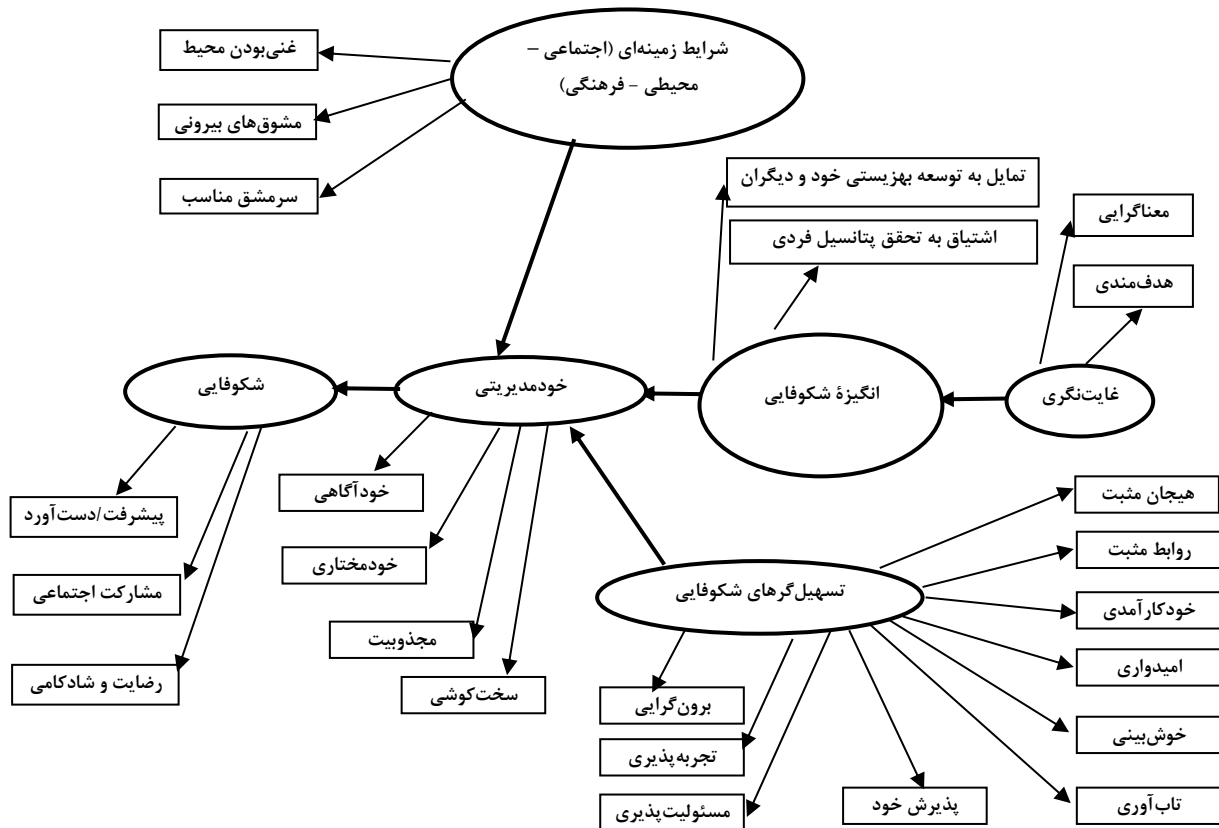 شرایط زمینه‌ای (اجتماعی –
محیطی – فرهنگی)
غنی‌بودن محیط
مشوق‌های بیرونی
سرمشق مناسب
تمایل به توسعه بهزیستی خود و دیگران
اشتیاق به تحقق پتانسیل فردی
معناگرایی
هدف‌مندی
غایت‌نگری
انگیزۀ شکوفایی
خودمدیریتی
شکوفایی
خودآگاهی
خودمختاری
مجذوبیت
سخت‌کوشی
پیشرفت/دست‌آورد
مشارکت اجتماعی
رضایت و شادکامی
تسهیل‌گرهای شکوفایی
هیجان مثبت
روابط مثبت
خودکارآمدی
امیدواری
خوش‌بینی
تاب‌آوری
برون‌گرایی
تجربه‌پذیری
مسئولیت‌پذیری
پذیرش خود